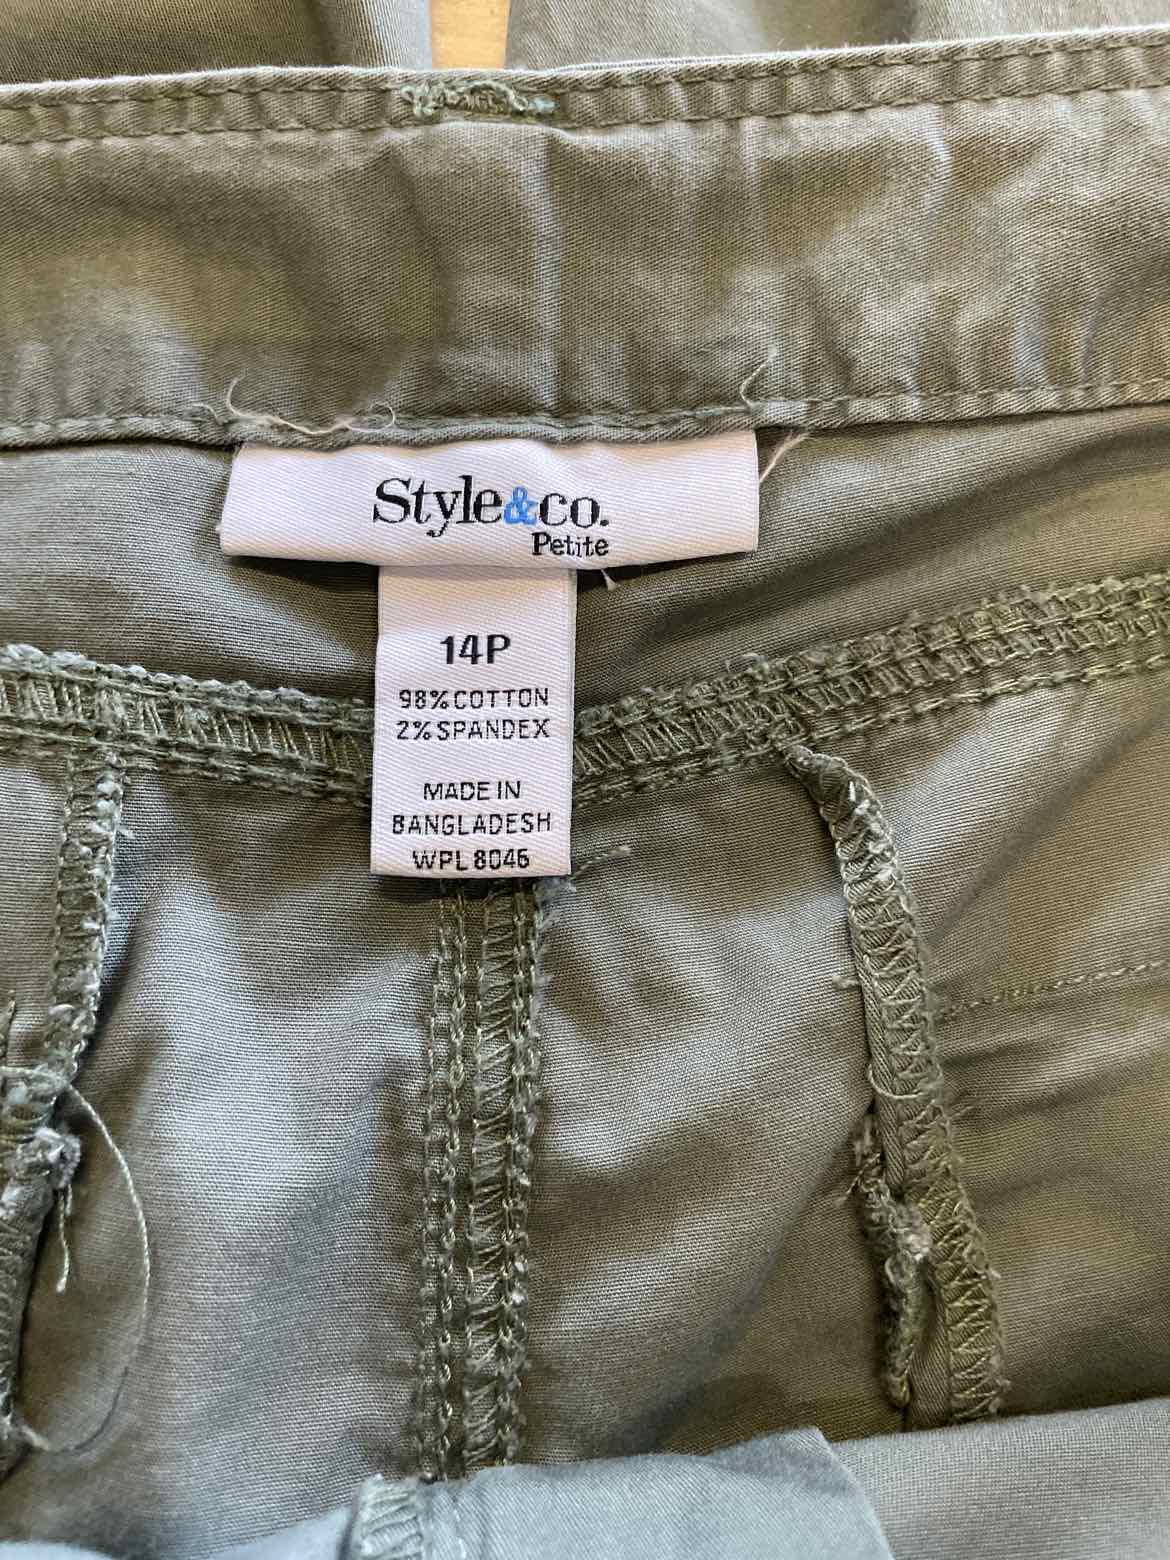 Style&co.
Petite
14P
98% COTTON
2% SPANDEX
MADE IN
BANGLADESH
WPL 8046